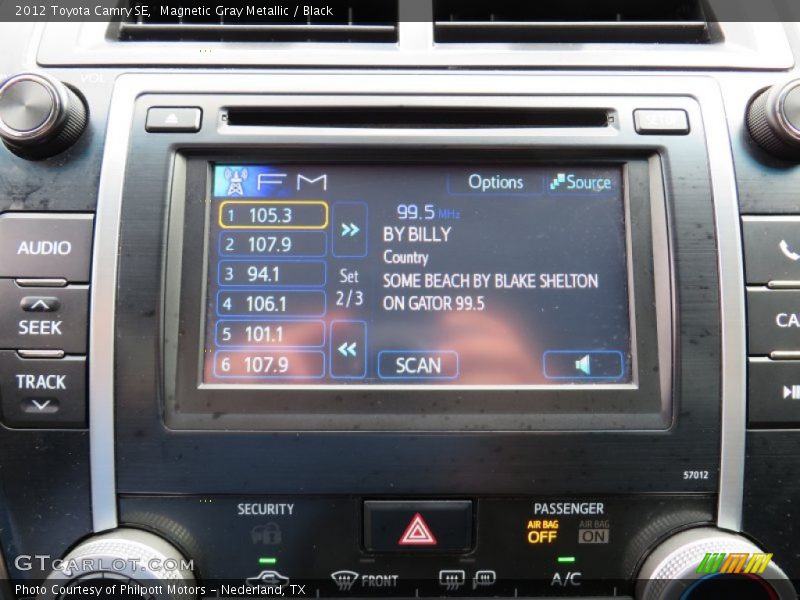 2012 Toyota Camry SE,  Magnetic Gray Metallic / Black
VOL
SETUP
FM
Options
Source
1 105.3
99.5 MHz
2 107.9
BY BILLY
Country
3 94.1
Set
SOME BEACH BY BLAKE SHELTON
2/3
4 106.1
ON GATOR 99.5
5 101.1
6 107.9
SCAN
AUDIO
SEEK
TRACK
CA
57012
SECURITY
PASSENGER
AIR BAG
OFF
AIR BAG
ON
FRONT
A/C
GTCarLot.com
Photo Courtesy of Philpott Motors - Nederland, TX